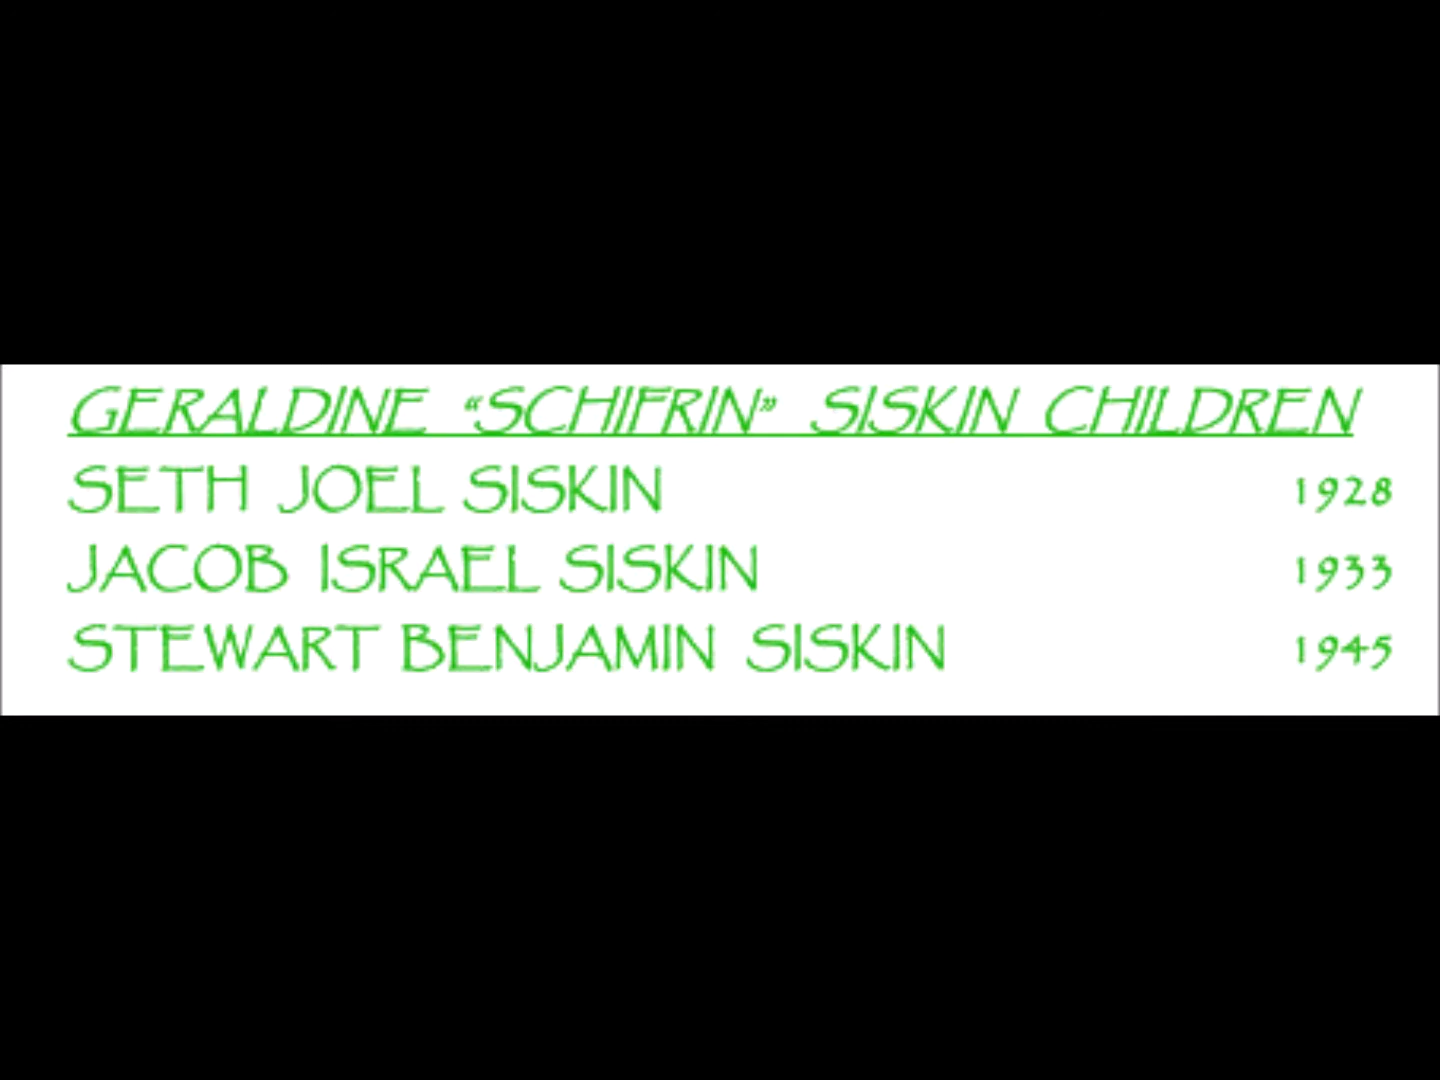 GERALDINE “SCHIFRIN” SISKIN CHILDREN
SETH JOEL SISKIN 1928
JACOB ISRAEL SISKIN 1933
STEWART BENJAMIN SISKIN 1945